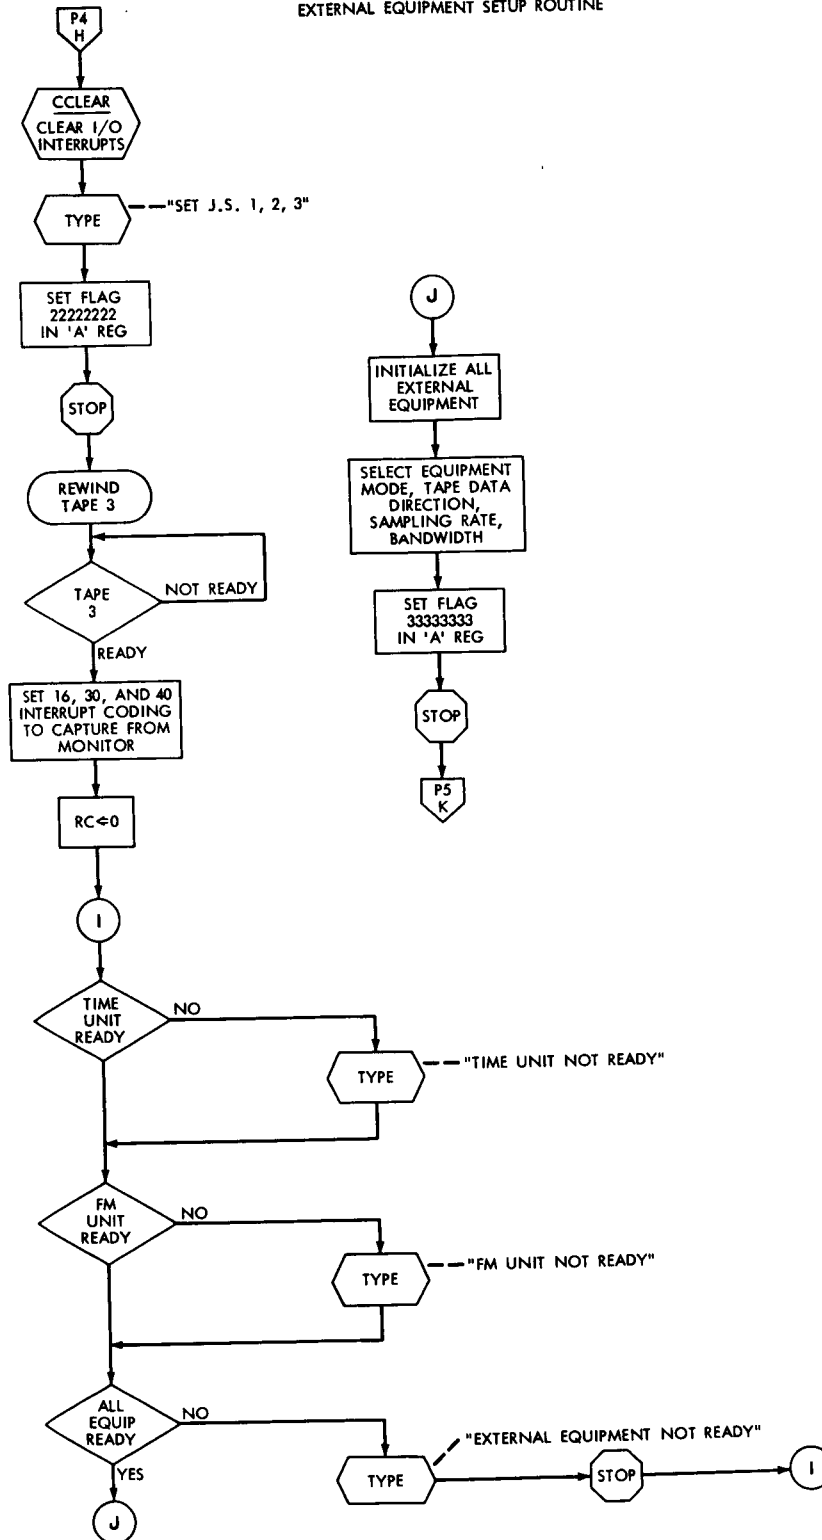 EXTERNAL EQUIPMENT SETUP ROUTINE
P4
H
CCLEAR
CLEAR I/O
INTERRUPTS
TYPE
"SET J.S. 1, 2, 3"
SET FLAG
22222222
IN 'A' REG
STOP
REWIND
TAPE 3
TAPE
3
NOT READY
READY
SET 16, 30, AND 40
INTERRUPT CODING
TO CAPTURE FROM
MONITOR
RC⇐0
I
TIME
UNIT
READY
NO
TYPE
"TIME UNIT NOT READY"
FM
UNIT
READY
NO
TYPE
"FM UNIT NOT READY"
ALL
EQUIP
READY
NO
YES
TYPE
"EXTERNAL EQUIPMENT NOT READY"
STOP
I
J
J
INITIALIZE ALL
EXTERNAL
EQUIPMENT
SELECT EQUIPMENT
MODE, TAPE DATA
DIRECTION,
SAMPLING RATE,
BANDWIDTH
SET FLAG
33333333
IN 'A' REG
STOP
P5
K